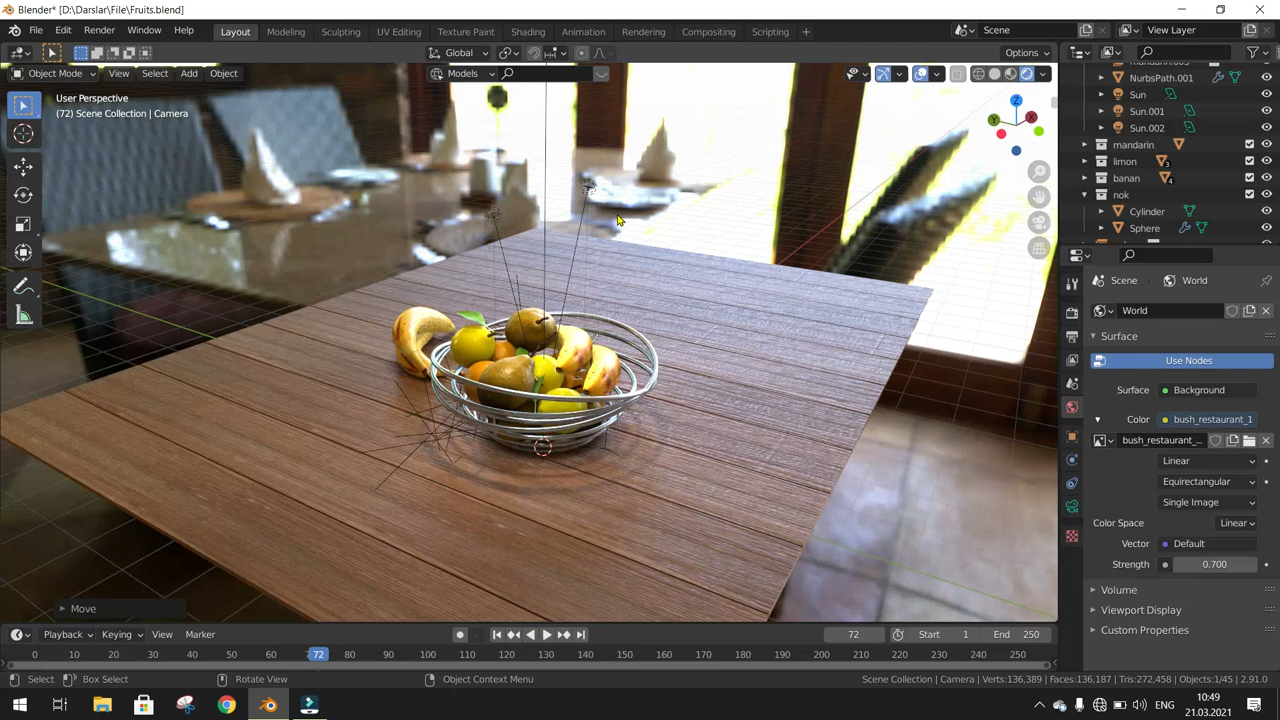 Blender* [D:\Darslar\File\Fruits.blend]
File Edit Render Window Help Layout Modeling Sculpting UV Editing Texture Paint Shading Animation Rendering Compositing Scripting + Scene View Layer
Global Options
Object Mode View Select Add Object Models
User Perspective
(72) Scene Collection | Camera
Z
Y X
NurbsPath.001
Sun
Sun.001
Sun.002
mandarin
limon 3
banan 4
nok
Cylinder
Sphere
Scene World
World
Surface
Use Nodes
Surface Background
Color bush_restaurant_1
bush_restaurant_...
Linear
Equirectangular
Single Image
Color Space Linear
Vector Default
Strength 0.700
Volume
Viewport Display
Custom Properties
Move
Playback Keying View Marker 72 Start 1 End 250
0 10 20 30 40 50 60 72 80 90 100 110 120 130 140 150 160 170 180 190 200 210 220 230 240 250
Select Box Select Rotate View Object Context Menu Scene Collection | Camera Verts:136,389 | Faces:136,187 | Tris:272,458 | Objects:1/45 | 2.91.0
ENG 10:49
21.03.2021